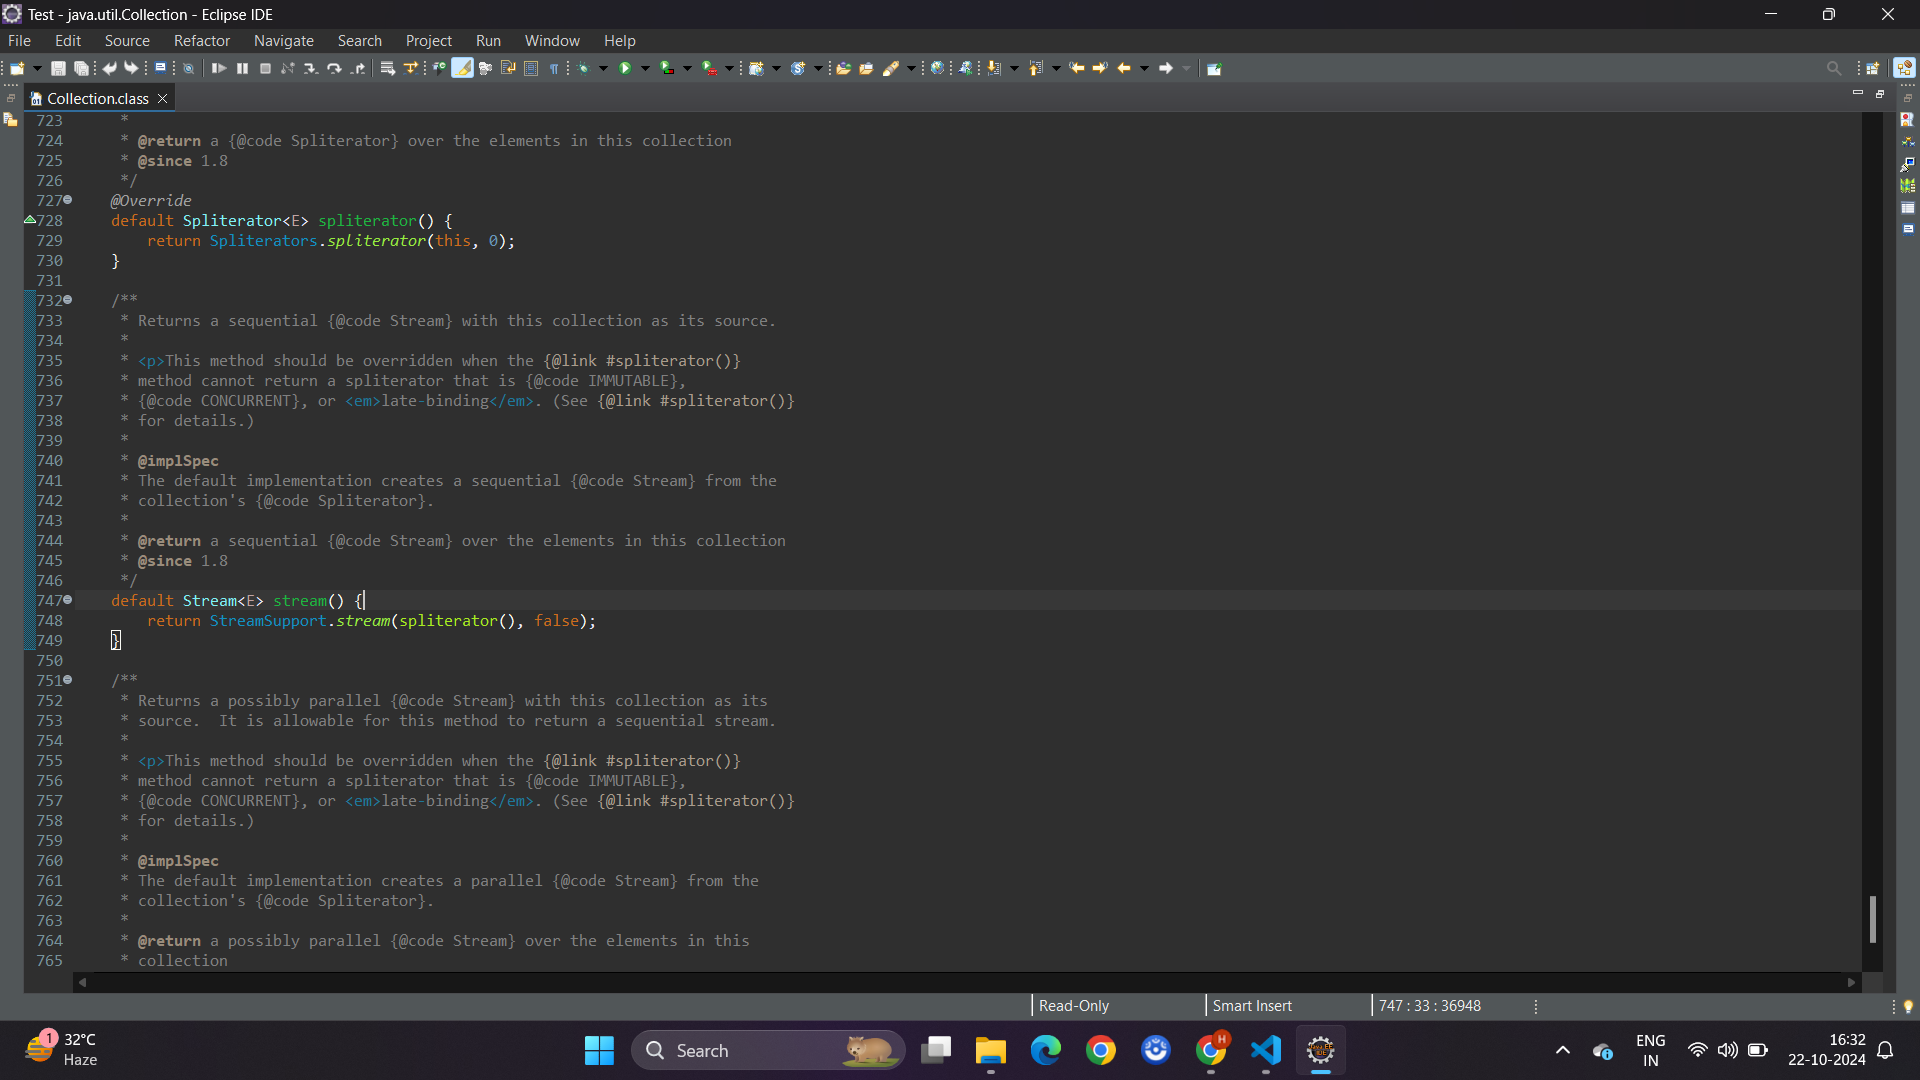 Test - java.util.Collection - Eclipse IDE
File Edit Source Refactor Navigate Search Project Run Window Help
Collection.class
723 *
724 * @return a {@code Spliterator} over the elements in this collection
725 * @since 1.8
726 */
727 @Override
728 default Spliterator<E> spliterator() {
729 return Spliterators.spliterator(this, 0);
730 }
731
732 /**
733 * Returns a sequential {@code Stream} with this collection as its source.
734 *
735 * <p>This method should be overridden when the {@link #spliterator()}
736 * method cannot return a spliterator that is {@code IMMUTABLE},
737 * {@code CONCURRENT}, or <em>late-binding</em>. (See {@link #spliterator()}
738 * for details.)
739 *
740 * @implSpec
741 * The default implementation creates a sequential {@code Stream} from the
742 * collection's {@code Spliterator}.
743 *
744 * @return a sequential {@code Stream} over the elements in this collection
745 * @since 1.8
746 */
747 default Stream<E> stream() {
748 return StreamSupport.stream(spliterator(), false);
749 }
750
751 /**
752 * Returns a possibly parallel {@code Stream} with this collection as its
753 * source.  It is allowable for this method to return a sequential stream.
754 *
755 * <p>This method should be overridden when the {@link #spliterator()}
756 * method cannot return a spliterator that is {@code IMMUTABLE},
757 * {@code CONCURRENT}, or <em>late-binding</em>. (See {@link #spliterator()}
758 * for details.)
759 *
760 * @implSpec
761 * The default implementation creates a parallel {@code Stream} from the
762 * collection's {@code Spliterator}.
763 *
764 * @return a possibly parallel {@code Stream} over the elements in this
765 * collection
Read-Only Smart Insert 747 : 33 : 36948
1
32°C
Haze
Search
H
ENG
IN
16:32
22-10-2024